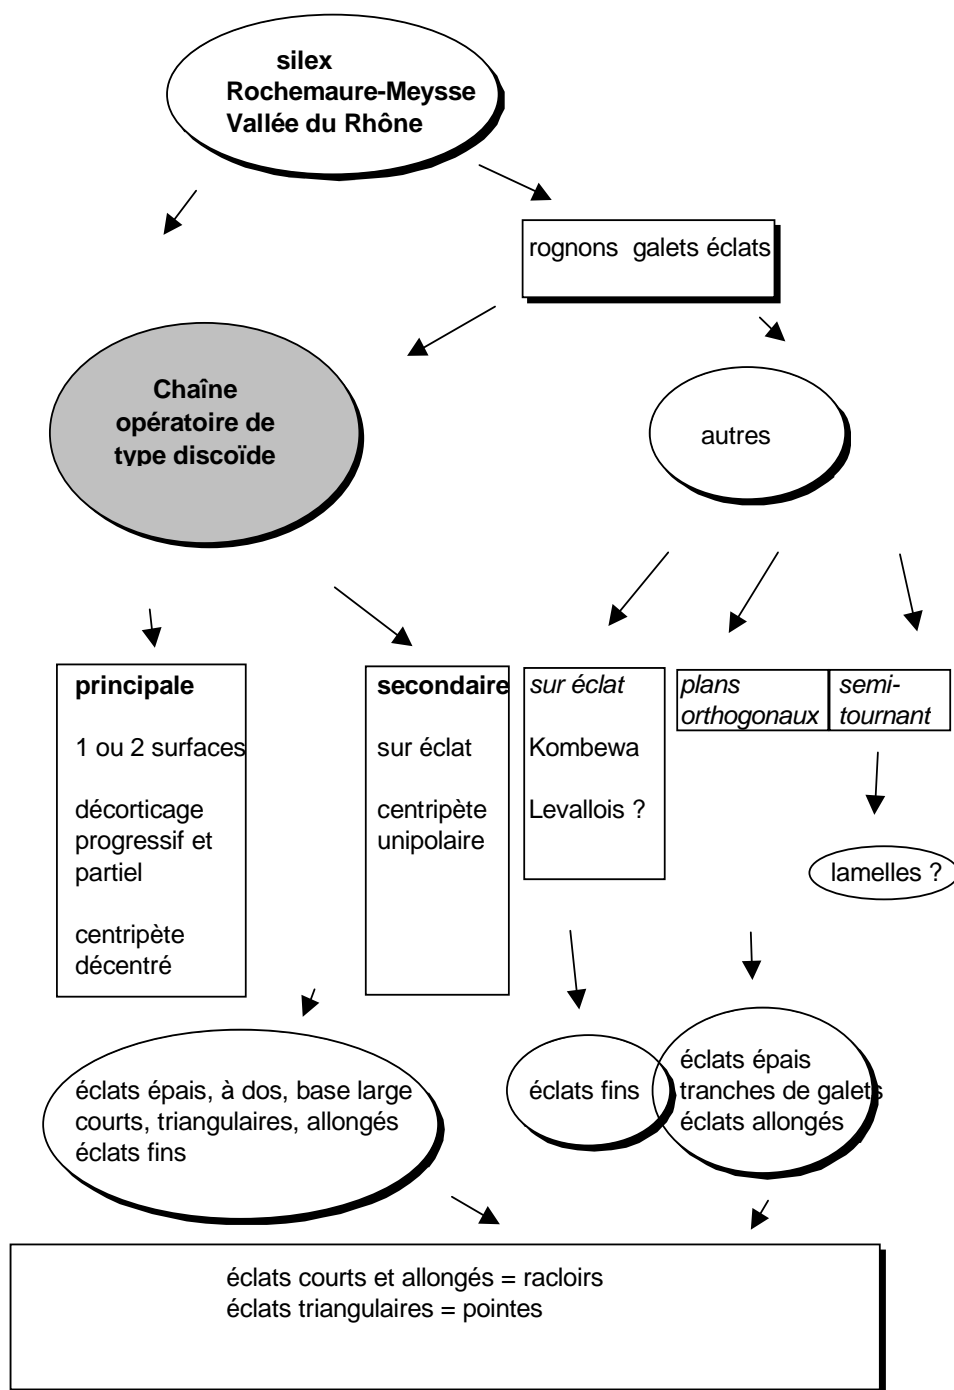 silex
Rochemaure-Meysse
Vallée du Rhône
rognons galets éclats
Chaîne
opératoire de
type discoïde
autres
principale
1 ou 2 surfaces
décorticage
progressif et
partiel
centripète
décentré
secondaire
sur éclat
centripète
unipolaire
sur éclat
Kombewa
Levallois ?
plans
orthogonaux
semi-
tournant
lamelles ?
éclats épais, à dos, base large
courts, triangulaires, allongés
éclats fins
éclats fins
éclats épais
tranches de galets
éclats allongés
éclats courts et allongés = racloirs
éclats triangulaires = pointes